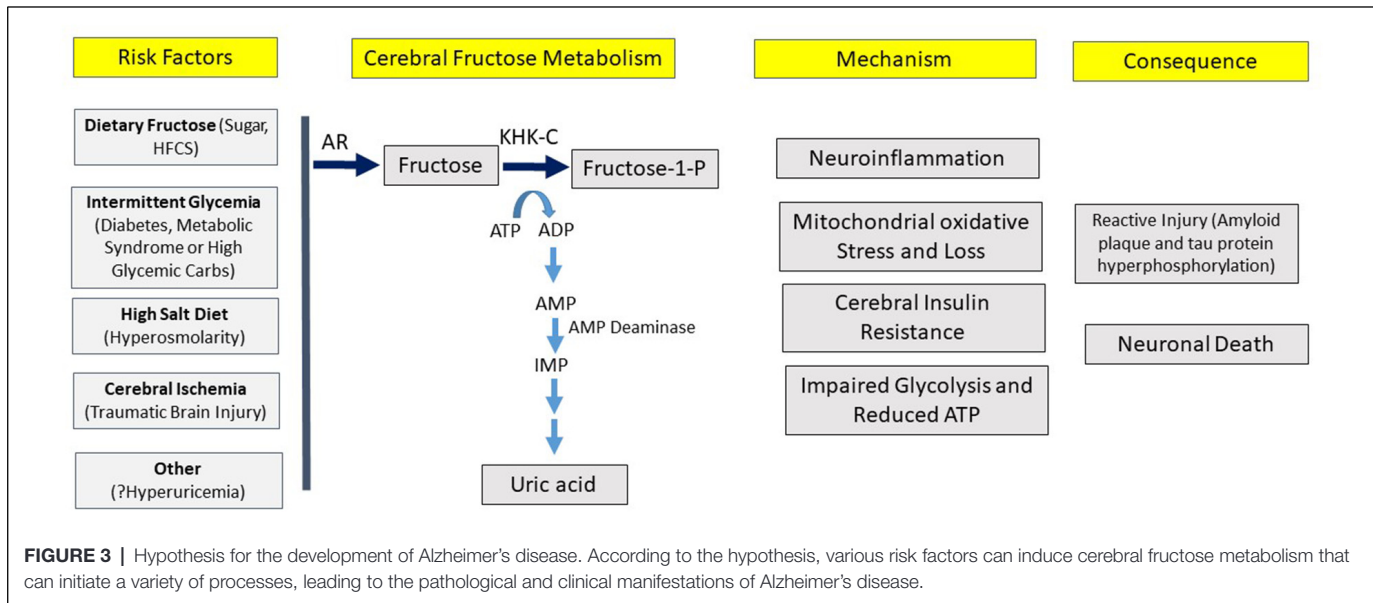 Risk Factors
Cerebral Fructose Metabolism
Mechanism
Consequence
Dietary Fructose (Sugar,
HFCS)
Intermittent Glycemia
(Diabetes, Metabolic
Syndrome or High
Glycemic Carbs)
High Salt Diet
(Hyperosmolarity)
Cerebral Ischemia
(Traumatic Brain Injury)
Other
(?Hyperuricemia)
AR
Fructose
KHK-C
Fructose-1-P
ATP
ADP
AMP
AMP Deaminase
IMP
Uric acid
Neuroinflammation
Mitochondrial oxidative
Stress and Loss
Cerebral Insulin
Resistance
Impaired Glycolysis and
Reduced ATP
Reactive Injury (Amyloid
plaque and tau protein
hyperphosphorylation)
Neuronal Death
FIGURE 3 | Hypothesis for the development of Alzheimer's disease. According to the hypothesis, various risk factors can induce cerebral fructose metabolism that
can initiate a variety of processes, leading to the pathological and clinical manifestations of Alzheimer's disease.